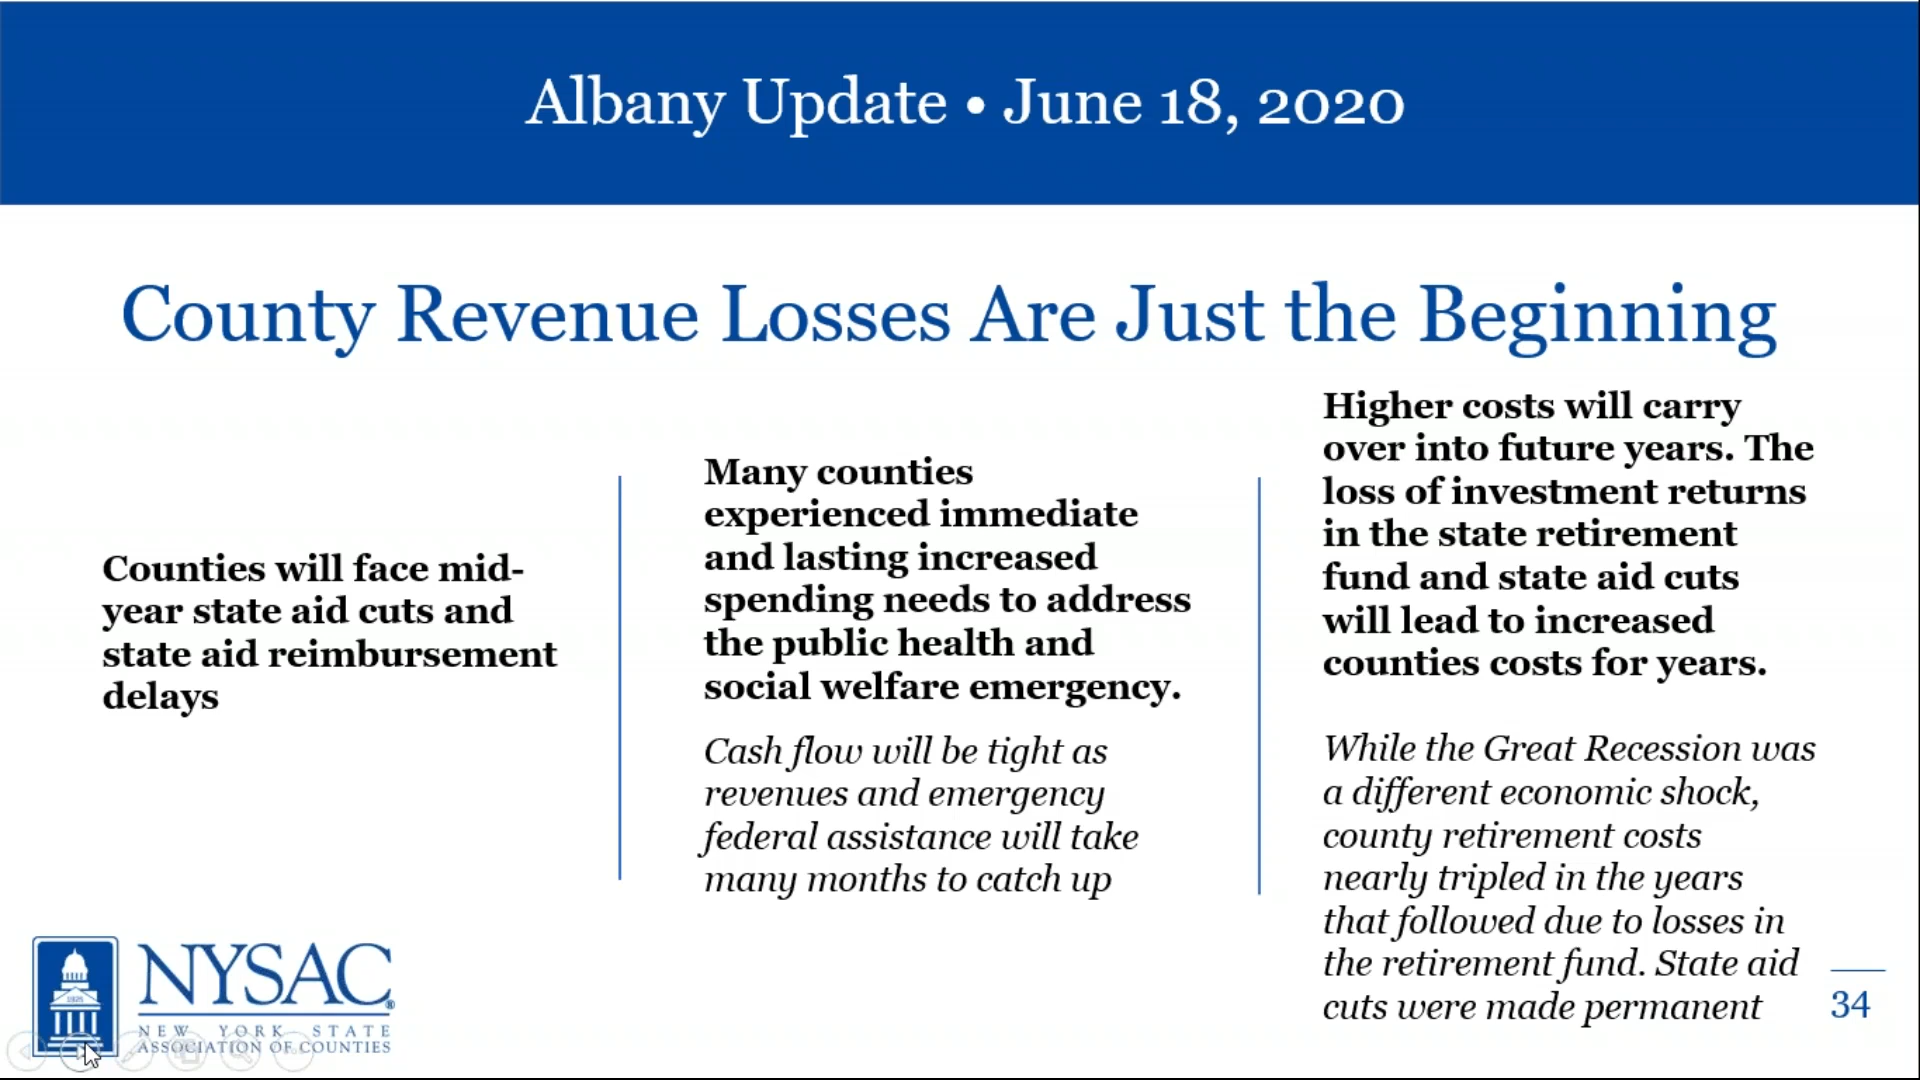 Albany Update • June 18, 2020
County Revenue Losses Are Just the Beginning
Counties will face mid-
year state aid cuts and
state aid reimbursement
delays
Many counties
experienced immediate
and lasting increased
spending needs to address
the public health and
social welfare emergency.
Cash flow will be tight as
revenues and emergency
federal assistance will take
many months to catch up
Higher costs will carry
over into future years. The
loss of investment returns
in the state retirement
fund and state aid cuts
will lead to increased
counties costs for years.
While the Great Recession was
a different economic shock,
county retirement costs
nearly tripled in the years
that followed due to losses in
the retirement fund. State aid
cuts were made permanent
1925
NYSAC®
NEW YORK STATE
ASSOCIATION OF COUNTIES
34